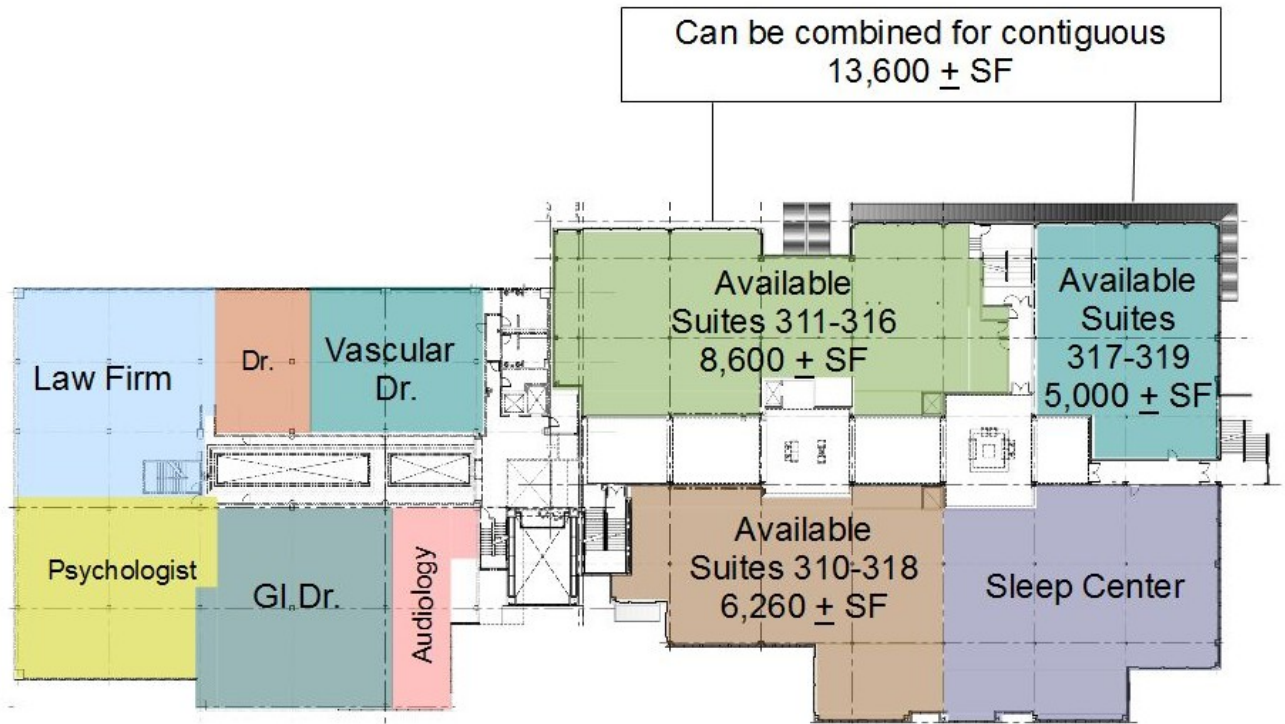 Can be combined for contiguous
13,600 ± SF
Available
Suites 311-316
8,600 ± SF
Available
Suites
317-319
5,000 ± SF
Law Firm
Dr.
Vascular
Dr.
Psychologist
GI Dr.
Audiology
Available
Suites 310-318
6,260 ± SF
Sleep Center